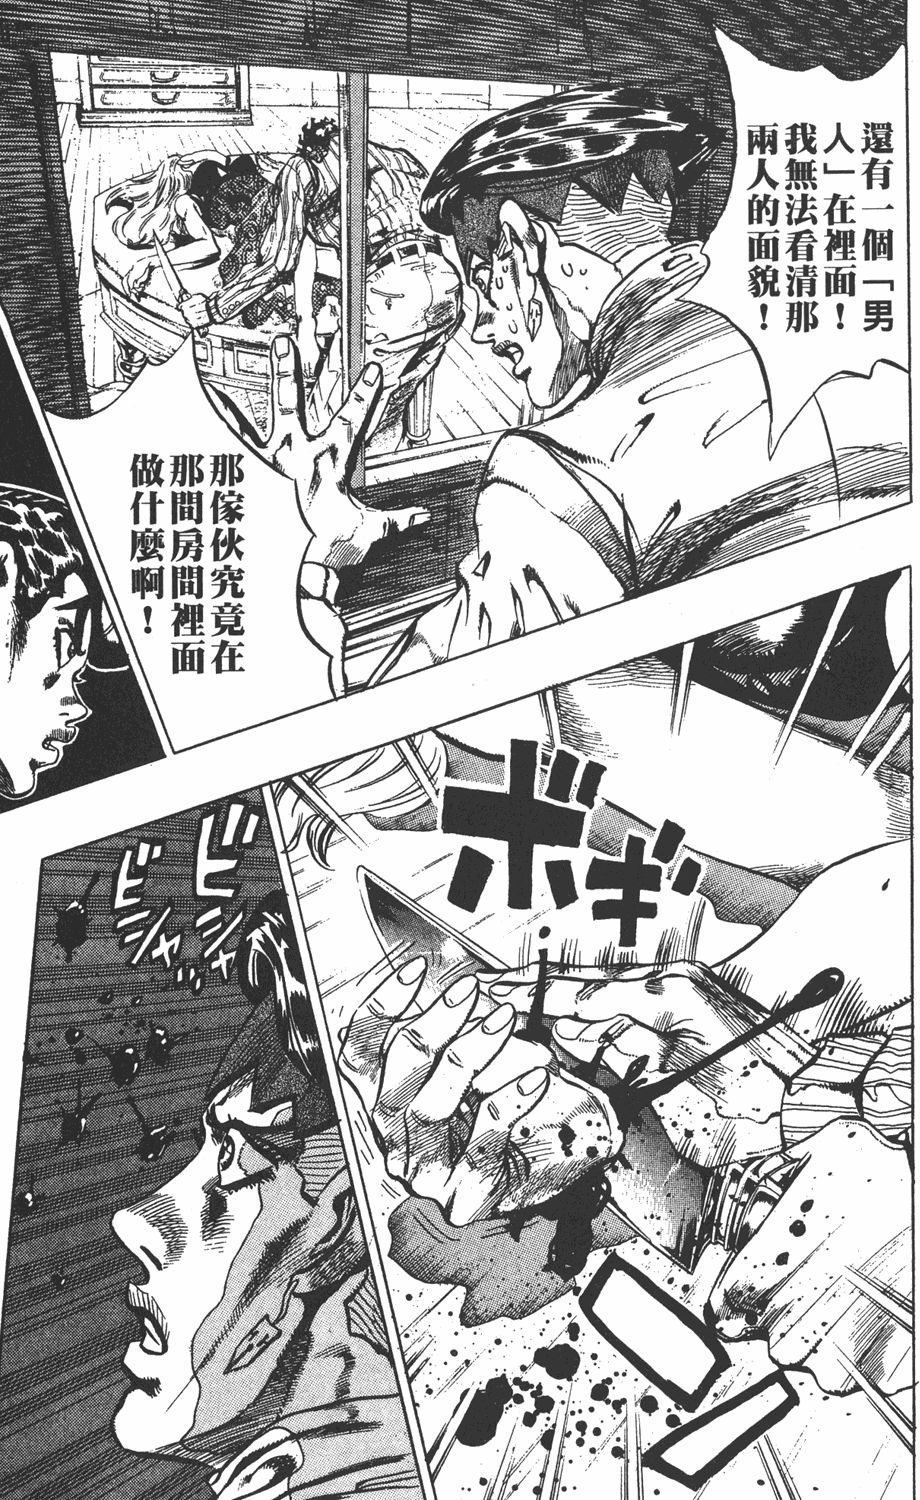 還有一個「男
人」在裡面！
我無法看清那
兩人的面貌！
那傢伙究竟在
那間房間裡面
做什麼啊！
ボギ
ビシャ
ビシャッ